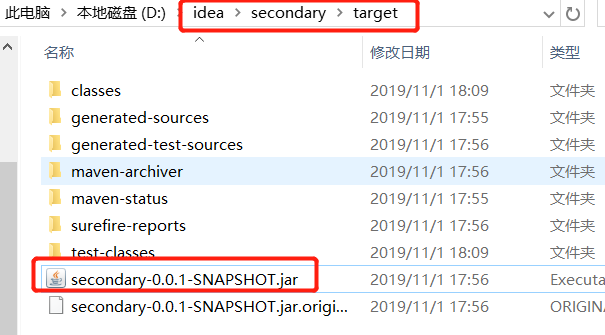 此电脑 > 本地磁盘 (D:) > idea > secondary > target
名称 修改日期 类型
classes 2019/11/1 18:09 文件夹
generated-sources 2019/11/1 17:55 文件夹
generated-test-sources 2019/11/1 17:55 文件夹
maven-archiver 2019/11/1 17:56 文件夹
maven-status 2019/11/1 17:55 文件夹
surefire-reports 2019/11/1 17:56 文件夹
test-classes 2019/11/1 18:09 文件夹
secondary-0.0.1-SNAPSHOT.jar 2019/11/1 17:56 Executa
secondary-0.0.1-SNAPSHOT.jar.origi... 2019/11/1 17:56 ORIGINA